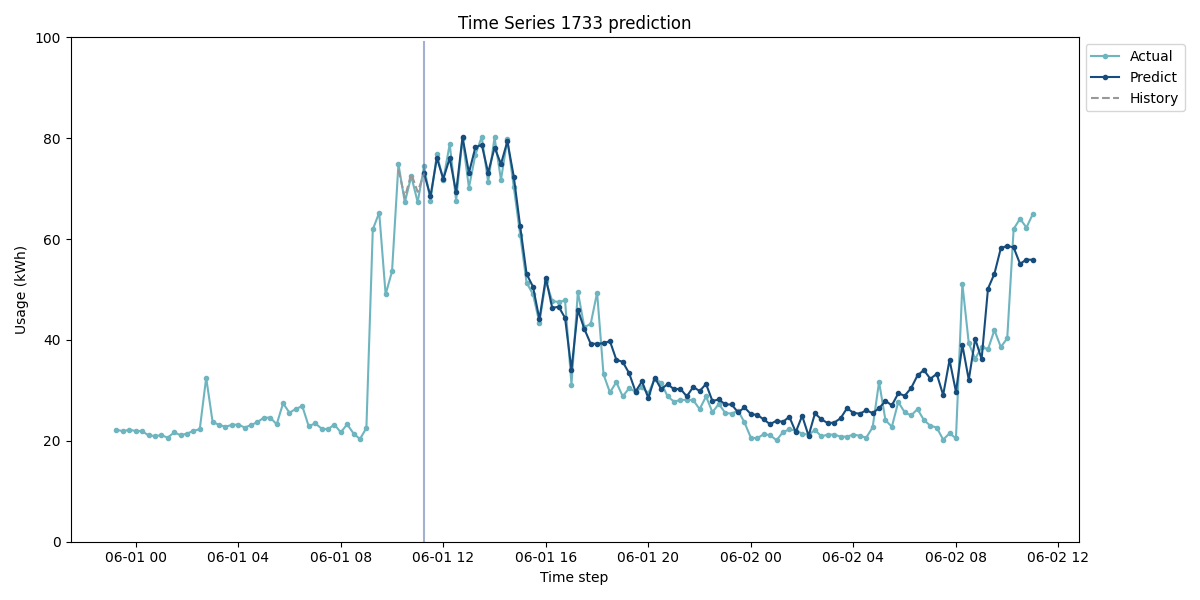 Time Series 1733 prediction
100
80
60
40
20
0
Usage (kWh)
06-01 00
06-01 04
06-01 08
06-01 12
06-01 16
06-01 20
06-02 00
06-02 04
06-02 08
06-02 12
Time step
Actual
Predict
History